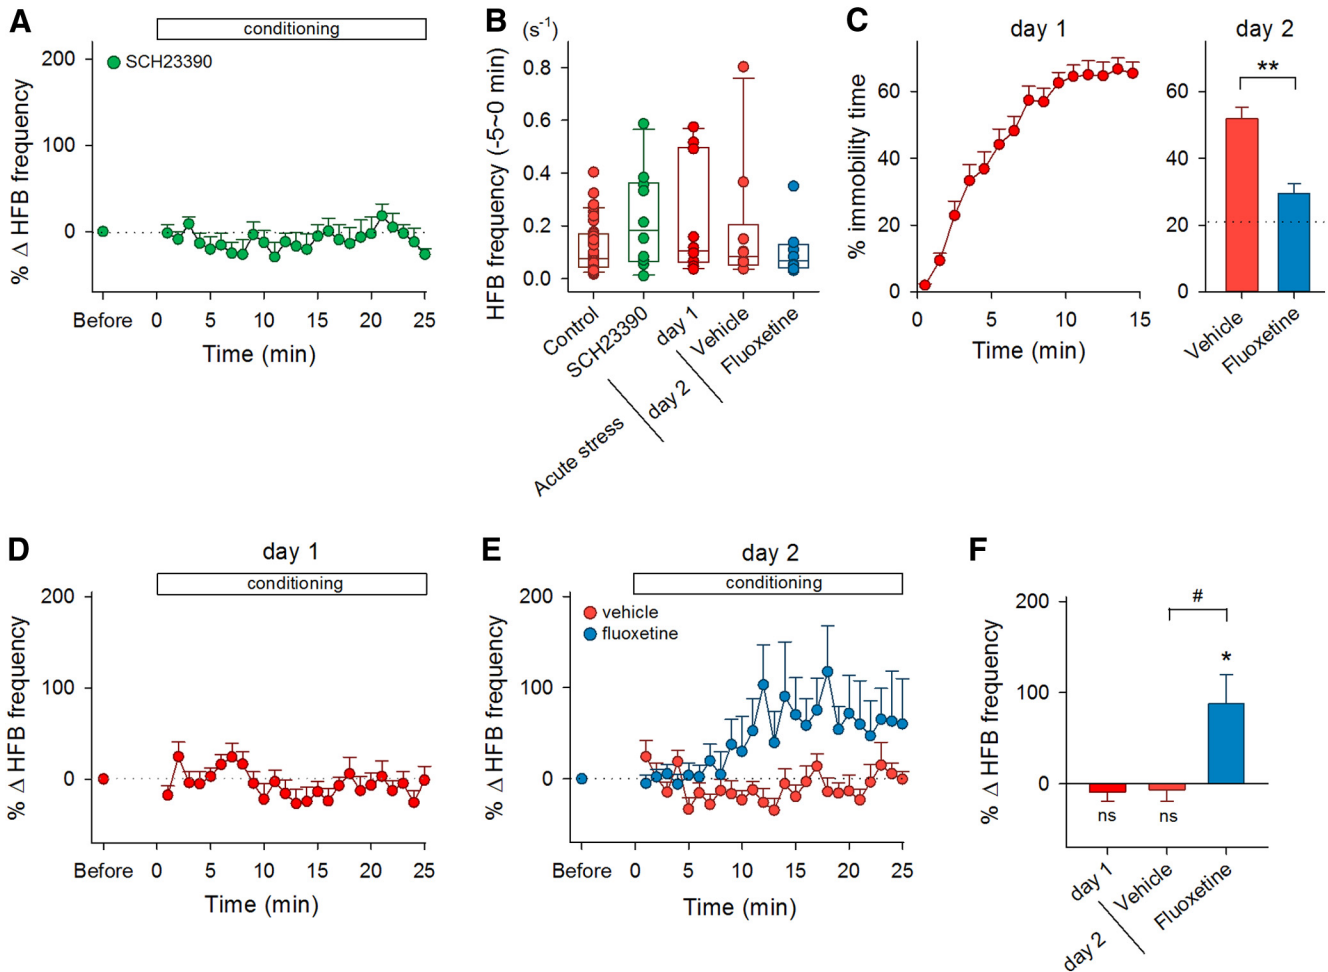 A
conditioning
SCH23390
% Δ HFB frequency
200
100
0
Before 0 5 10 15 20 25
Time (min)
B
(s-1)
HFB frequency (-5~0 min)
0.8
0.6
0.4
0.2
0.0
Control
SCH23390
day 1
Vehicle
Fluoxetine
day 2
Acute stress
C
day 1
% immobility time
60
40
20
0
0 5 10 15
Time (min)
day 2
**
60
40
20
0
Vehicle
Fluoxetine
D
day 1
conditioning
% Δ HFB frequency
200
100
0
Before 0 5 10 15 20 25
Time (min)
E
day 2
conditioning
vehicle
fluoxetine
% Δ HFB frequency
200
100
0
Before 0 5 10 15 20 25
Time (min)
F
% Δ HFB frequency
200
100
0
#
*
ns
ns
day 1
Vehicle
Fluoxetine
day 2